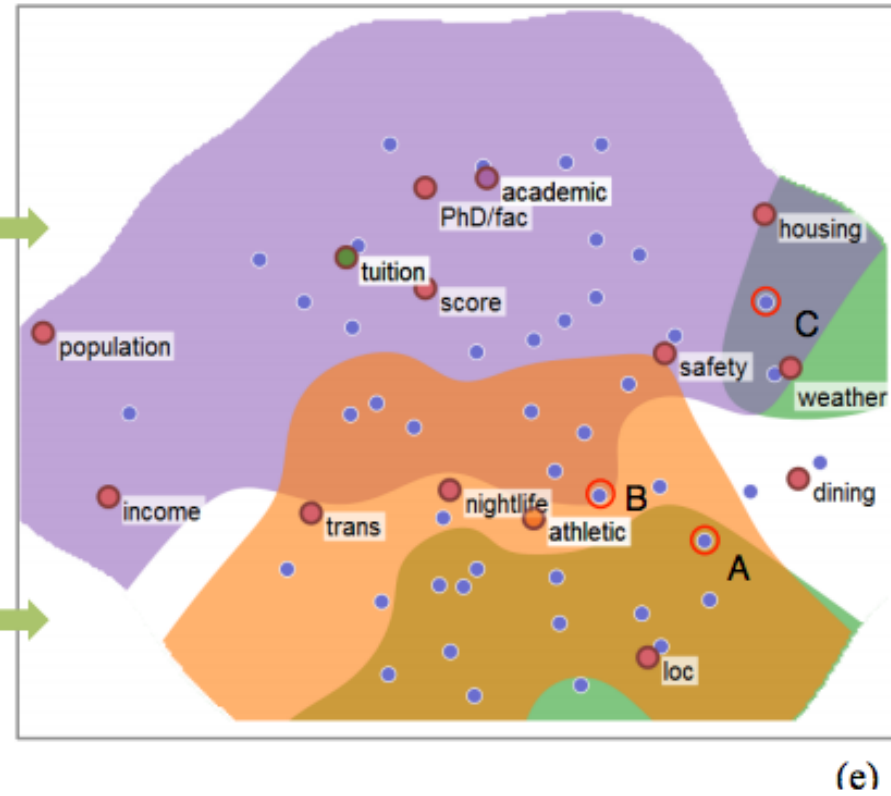 academic
PhD/fac
housing
tuition
score
C
population
safety
weather
income
nightlife
B
dining
trans
athletic
A
loc
(e)